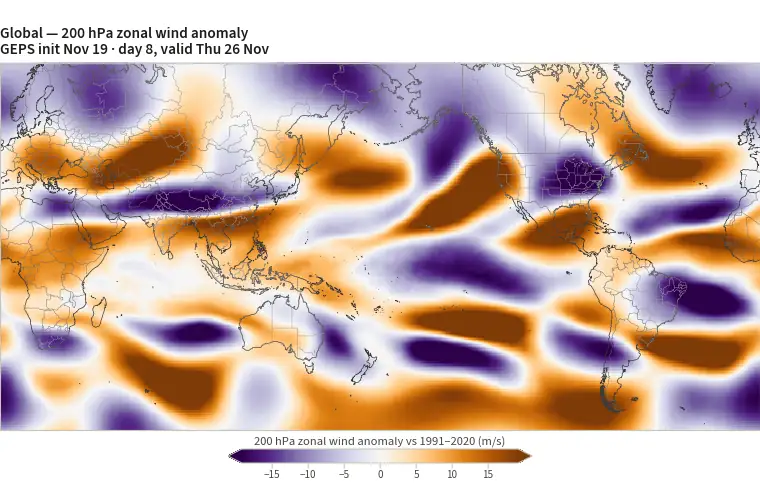 Global — 200 hPa zonal wind anomaly
GEPS init Nov 19 · day 8, valid Thu 26 Nov
200 hPa zonal wind anomaly vs 1991–2020 (m/s)
−15 −10 −5 0 5 10 15